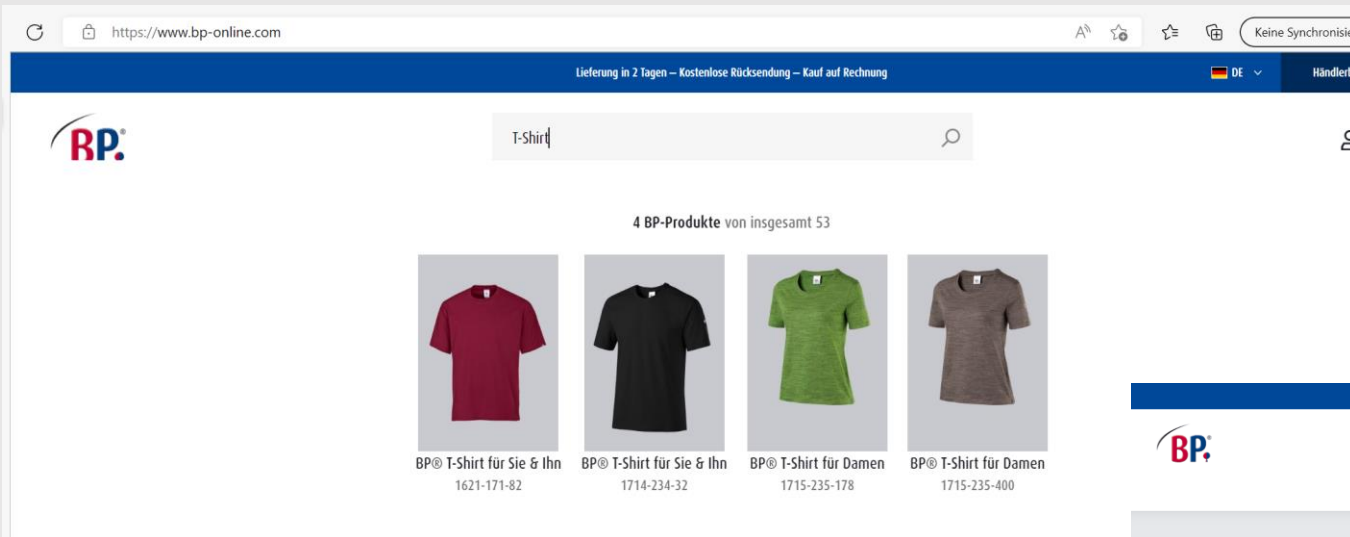 https://www.bp-online.com
Keine Synchronisie
Lieferung in 2 Tagen – Kostenlose Rücksendung – Kauf auf Rechnung
DE
BP.®
T-Shirt
4 BP-Produkte von insgesamt 53
BP® T-Shirt für Sie & Ihn
1621-171-82
BP® T-Shirt für Sie & Ihn
1714-234-32
BP® T-Shirt für Damen
1715-235-178
BP® T-Shirt für Damen
1715-235-400
BP.®